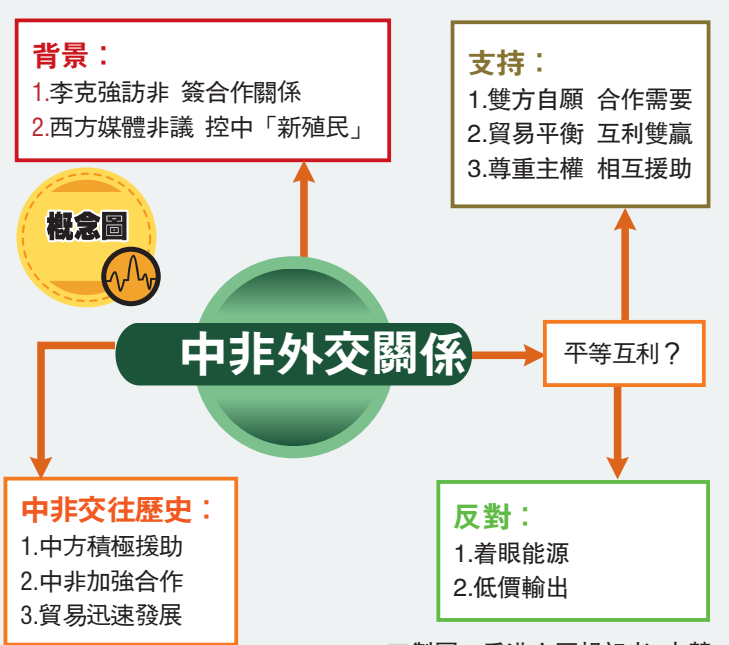 背景：
1.李克強訪非 簽合作關係
2.西方媒體非議 控中「新殖民」
支持：
1.雙方自願 合作需要
2.貿易平衡 互利雙贏
3.尊重主權 相互援助
概念圖
中非外交關係
平等互利？
中非交往歷史：
1.中方積極援助
2.中非加強合作
3.貿易迅速發展
反對：
1.着眼能源
2.低價輸出